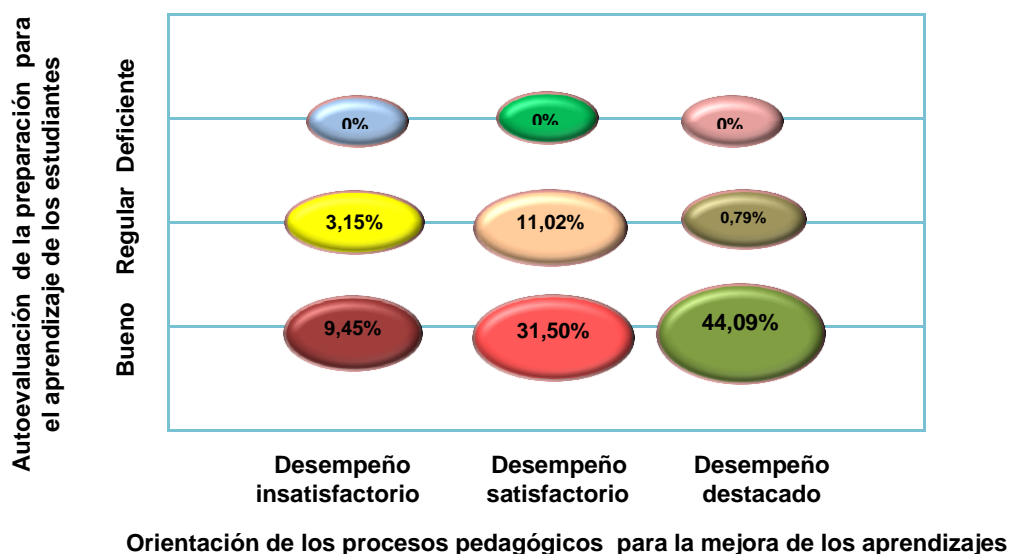 Autoevaluación de la preparación para
el aprendizaje de los estudiantes
Deficiente
Regular
Bueno
0%
0%
0%
3,15%
11,02%
0,79%
9,45%
31,50%
44,09%
Desempeño
insatisfactorio
Desempeño
satisfactorio
Desempeño
destacado
Orientación de los procesos pedagógicos para la mejora de los aprendizajes